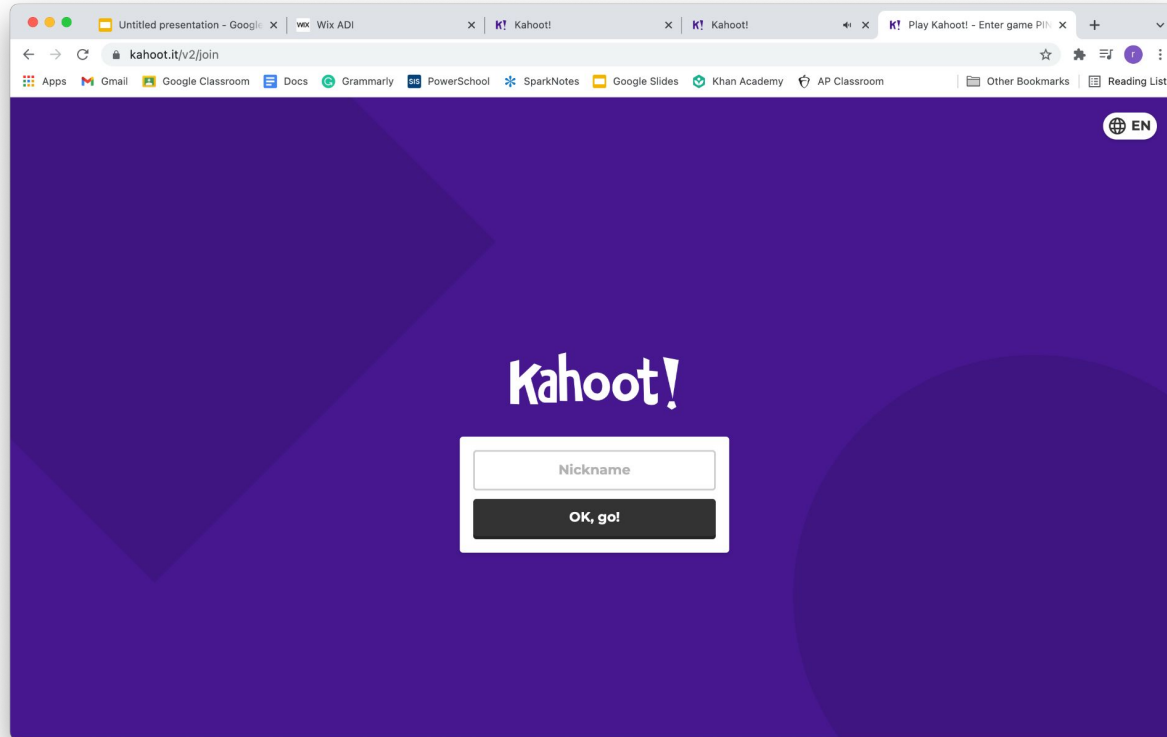 Untitled presentation - Google
WIX Wix ADI
K! Kahoot!
K! Kahoot!
K! Play Kahoot! - Enter game PIN
kahoot.it/v2/join
r
Apps Gmail Google Classroom Docs Grammarly SIS PowerSchool SparkNotes Google Slides Khan Academy AP Classroom Other Bookmarks Reading List
EN
Kahoot!
Nickname
OK, go!